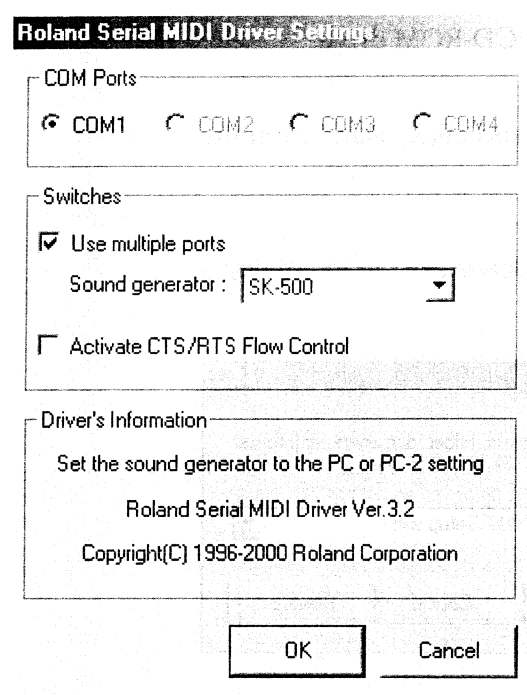 Roland Serial MIDI Driver Settings
COM Ports
COM1 COM2 COM3 COM4
Switches
Use multiple ports
Sound generator : SK-500
Activate CTS/RTS Flow Control
Driver's Information
Set the sound generator to the PC or PC-2 setting
Roland Serial MIDI Driver Ver.3.2
Copyright(C) 1996-2000 Roland Corporation
OK Cancel